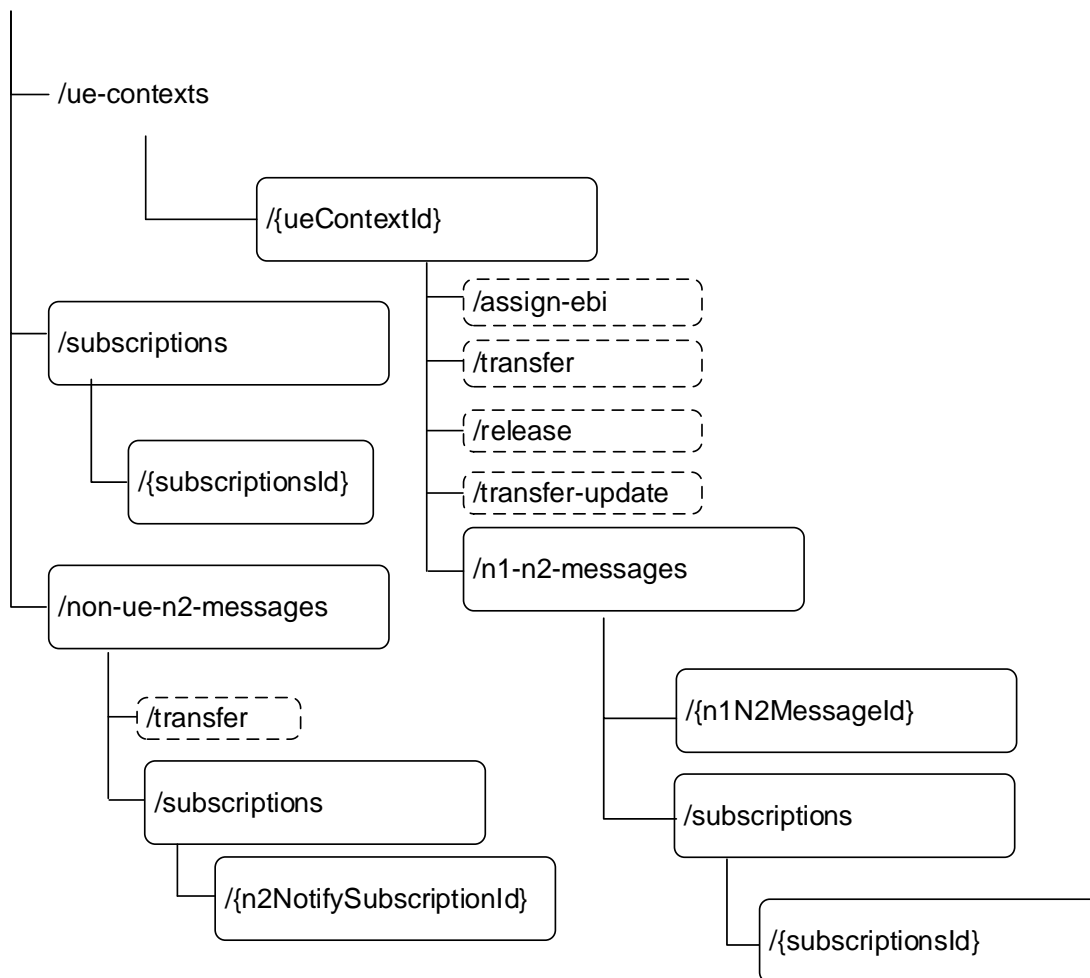 /ue-contexts
/{ueContextId}
/assign-ebi
/transfer
/release
/transfer-update
/n1-n2-messages
/{n1N2MessageId}
/subscriptions
/{subscriptionsId}
/subscriptions
/{subscriptionsId}
/non-ue-n2-messages
/transfer
/subscriptions
/{n2NotifySubscriptionId}